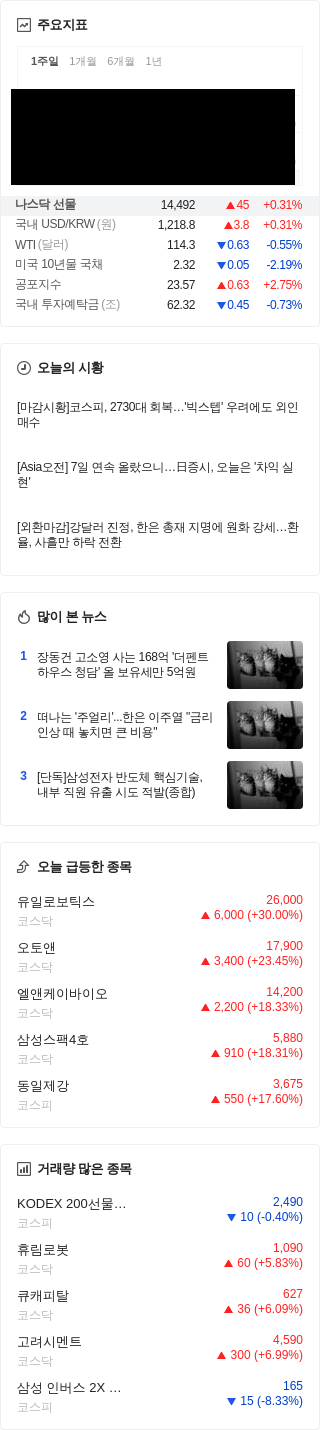 주요지표
1주일 1개월 6개월 1년
나스닥 선물 14,492 ▲45 +0.31%
국내 USD/KRW (원) 1,218.8 ▲3.8 +0.31%
WTI (달러) 114.3 ▼0.63 -0.55%
미국 10년물 국채 2.32 ▼0.05 -2.19%
공포지수 23.57 ▲0.63 +2.75%
국내 투자예탁금 (조) 62.32 ▼0.45 -0.73%
오늘의 시황
[마감시황]코스피, 2730대 회복…'빅스텝' 우려에도 외인
매수
[Asia오전] 7일 연속 올랐으니…日증시, 오늘은 '차익 실
현'
[외환마감]강달러 진정, 한은 총재 지명에 원화 강세…환
율, 사흘만 하락 전환
많이 본 뉴스
1 장동건 고소영 사는 168억 '더펜트
하우스 청담' 올 보유세만 5억원
2 떠나는 '주열리'...한은 이주열 "금리
인상 때 놓치면 큰 비용"
3 [단독]삼성전자 반도체 핵심기술,
내부 직원 유출 시도 적발(종합)
오늘 급등한 종목
유일로보틱스 26,000
코스닥 ▲ 6,000 (+30.00%)
오토앤 17,900
코스닥 ▲ 3,400 (+23.45%)
엘앤케이바이오 14,200
코스닥 ▲ 2,200 (+18.33%)
삼성스팩4호 5,880
코스닥 ▲ 910 (+18.31%)
동일제강 3,675
코스피 ▲ 550 (+17.60%)
거래량 많은 종목
KODEX 200선물… 2,490
코스피 ▼ 10 (-0.40%)
휴림로봇 1,090
코스닥 ▲ 60 (+5.83%)
큐캐피탈 627
코스닥 ▲ 36 (+6.09%)
고려시멘트 4,590
코스닥 ▲ 300 (+6.99%)
삼성 인버스 2X … 165
코스피 ▼ 15 (-8.33%)